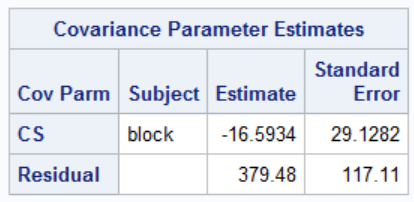 Covariance Parameter Estimates
Cov Parm Subject Estimate Standard Error
CS block -16.5934 29.1282
Residual 379.48 117.11